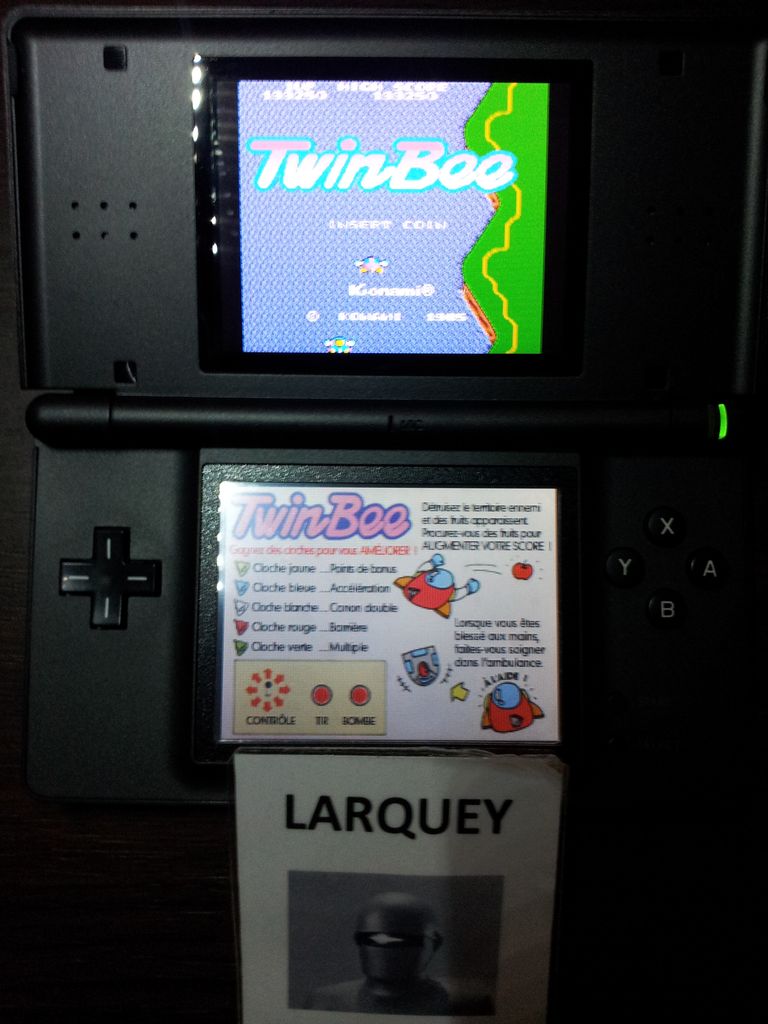 1UP HIGH SCORE
133250 133250
TwinBee
INSERT COIN
Konami®
© KONAMI 1985
TwinBee
Détruisez le territoire ennemi
et des fruits apparaissent.
Procurez-vous des fruits pour
AUGMENTER VOTRE SCORE !
Gagnez des cloches pour vous AMÉLIORER !
Cloche jaune ....Points de bonus
Cloche bleue ....Accélération
Cloche blanche....Canon double
Cloche rouge ....Barrière
Cloche verte ....Multiple
Lorsque vous êtes
blessé aux mains,
faites-vous soigner
dans l'ambulance.
À L'AIDE !
CONTRÔLE TIR BOMBE
X
Y A
B
LARQUEY